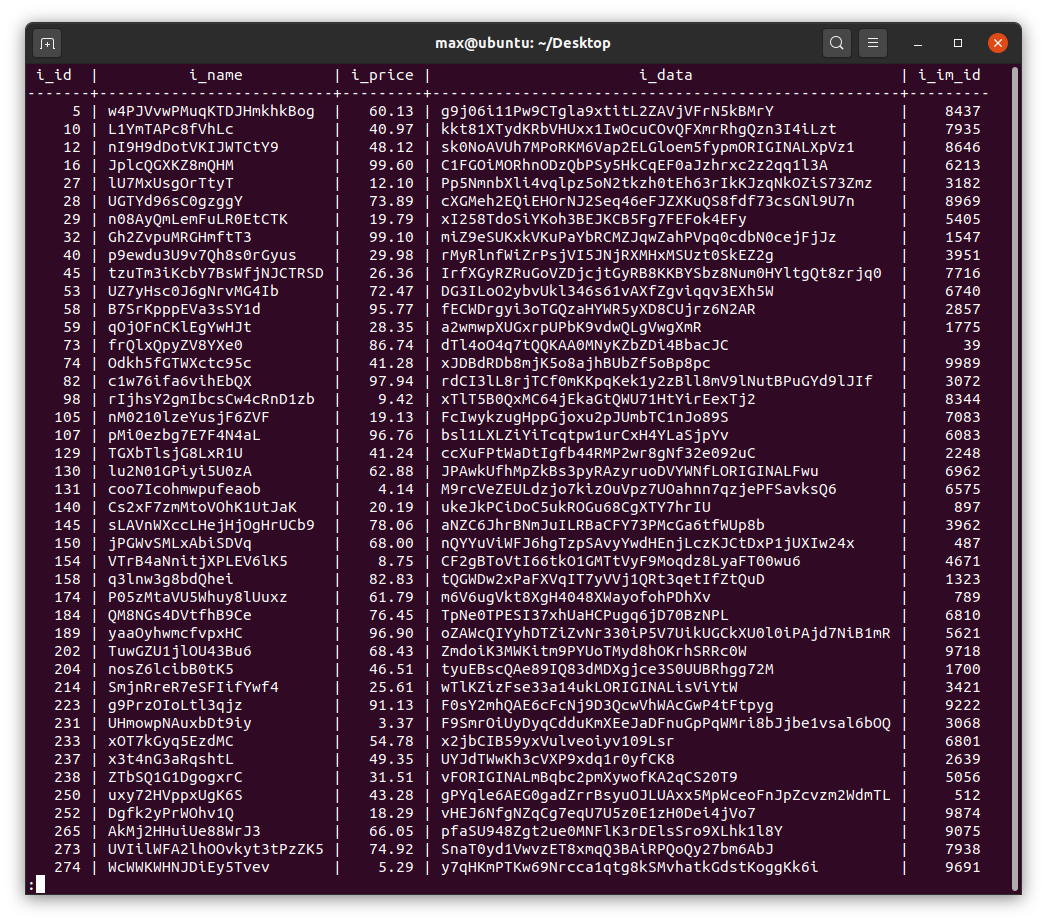 max@ubuntu: ~/Desktop
i_id | i_name | i_price | i_data | i_im_id
-------+--------------------------+---------+----------------------------------------------------+---------
5 | w4PJVvwPMuqKTDJHmkhkBog | 60.13 | g9j06i11Pw9CTgla9xtitL2ZAVjVFrN5kBMrY | 8437
10 | L1YmTAPc8fVhLc | 40.97 | kkt81XTydKRbVHUxx1IwOcuCOvQFXmrRhgQzn3I4iLzt | 7935
12 | nI9H9dDotVKIJWTCtY9 | 48.12 | sk0NoAVUh7MPoRKM6Vap2ELGloem5fypmORIGINALXpVz1 | 8646
16 | JplcQGXKZ8mQHM | 99.60 | C1FGOiMORhnODzQbPSy5HkCqEF0aJzhrxc2z2qq1l3A | 6213
27 | lU7MxUsgOrTtyT | 12.10 | Pp5NmnbXli4vqlpz5oN2tkzh0tEh63rIkKJzqNkOZiS73Zmz | 3182
28 | UGTYd96sC0gzggY | 73.89 | cXGMeh2EQiEHOrNJ2Seq46eFJZXKuQS8fdf73csGNl9U7n | 8969
29 | n08AyQmLemFuLR0EtCTK | 19.79 | xI258TdoSiYKoh3BEJKCB5Fg7FEFok4EFy | 5405
32 | Gh2ZvpuMRGHmftT3 | 99.10 | miZ9eSUKxkVKuPaYbRCMZJqwZahPVpq0cdbN0cejFjJz | 1547
40 | p9ewdu3U9v7Qh8s0rGyus | 29.98 | rMyRlnfWiZrPsjVI5JNjRXMHxMSUzt0SkEZ2g | 3951
45 | tzuTm3iKcbY7BsWfjNJCTRSD | 26.36 | IrfXGyRZRuGoVZDjcjtGyRB8KKBYSbz8Num0HYltgQt8zrjq0 | 7716
53 | UZ7yHsc0J6gNrvMG4Ib | 72.47 | DG3ILoO2ybvUkl346s61vAXfZgviqqv3EXh5W | 6740
58 | B7SrKpppEVa3sSY1d | 95.77 | fECWDrgyi3oTGQzaHYWR5yXD8CUjrz6N2AR | 2857
59 | qOjOFnCKlEgYwHJt | 28.35 | a2wmwpXUGxrpUPbK9vdwQLgVwgXmR | 1775
73 | frQlxQpyZV8YXe0 | 86.74 | dTl4oO4q7tQQKAA0MNyKZbZDi4BbacJC | 39
74 | Odkh5fGTWXctc95c | 41.28 | xJDBdRDb8mjK5o8ajhBUbZf5oBp8pc | 9989
82 | c1w76ifa6vihEbQX | 97.94 | rdCI3lL8rjTCf0mKKpqKek1y2zBll8mV9lNutBPuGYd9lJIf | 3072
98 | rIjhsY2gmIbcsCw4cRnD1zb | 9.42 | xTlT5B0QxMC64jEkaGtQWU71HtYirEexTj2 | 8344
105 | nM0210lzeYusjF6ZVF | 19.13 | FcIwykzugHppGjoxu2pJUmbTC1nJo89S | 7083
107 | pMi0ezbg7E7F4N4aL | 96.76 | bsl1LXLZiYiTcqtpw1urCxH4YLaSjpYv | 6083
129 | TGXbTlsjG8LxR1U | 41.24 | ccXuFPtWaDtIgfb44RMP2wr8gNf32e092uC | 2248
130 | lu2N01GPiyi5U0zA | 62.88 | JPAwkUfhMpZkBs3pyRAzyruoDVYWNfLORIGINALFwu | 6962
131 | coo7Icohmwpufeaob | 4.14 | M9rcVeZEULdzjo7kizOuVpz7UOahnn7qzjePFSavksQ6 | 6575
140 | Cs2xF7zmMtoVOhK1UtJaK | 20.19 | ukeJkPCiDoC5ukROGu68CgXTY7hrIU | 897
145 | sLAVnWXccLHejHjOgHrUCb9 | 78.06 | aNZC6JhrBNmJuILRBaCFY73PMcGa6tfWUp8b | 3962
150 | jPGWvSMLxAbiSDVq | 68.00 | nQYYuViWFJ6hgTzpSAvyYwdHEnjLczKJCtDxP1jUXIw24x | 487
154 | VTrB4aNnitjXPLEV6lK5 | 8.75 | CF2gBToVtI66tkO1GMTtVyF9Moqdz8LyaFT00wu6 | 4671
158 | q3lnw3g8bdQhei | 82.83 | tQGWDw2xPaFXVqIT7yVVj1QRt3qetIfZtQuD | 1323
174 | P05zMtaVU5Whuy8lUuxz | 61.79 | m6V6ugVkt8XgH4048XWayofohPDhXv | 789
184 | QM8NGs4DVtfhB9Ce | 76.45 | TpNe0TPESI37xhUaHCPugq6jD70BzNPL | 6810
189 | yaaOyhwmcfvpxHC | 96.90 | oZAWcQIYyhDTZiZvNr330iP5V7UikUGCkXU0l0iPAjd7NiB1mR | 5621
202 | TuwGZU1jlOU43Bu6 | 68.43 | ZmdoiK3MWKitm9PYUoTMyd8hOKrhSRRc0W | 9718
204 | nosZ6lcibB0tK5 | 46.51 | tyuEBscQAe89IQ83dMDXgjce3S0UUBRhgg72M | 1700
214 | SmjnRreR7eSFIifYwf4 | 25.61 | wTlKZizFse33a14ukLORIGINALisViYtW | 3421
223 | g9PrzOIoLtl3qjz | 91.13 | F0sY2mhQAE6cFcNj9D3QcwVhWAcGwP4tFtpyg | 9222
231 | UHmowpNAuxbDt9iy | 3.37 | F9SmrOiUyDyqCdduKmXEeJaDFnuGpPqWMri8bJjbe1vsal6bOQ | 3068
233 | xOT7kGyq5EzdMC | 54.78 | x2jbCIB59yxVulveoiyv109Lsr | 6801
237 | x3t4nG3aRqshtL | 49.35 | UYJdTWwKh3cVXP9xdq1r0yfCK8 | 2639
238 | ZTbSQ1G1DgogxrC | 31.51 | vFORIGINALmBqbc2pmXywofKA2qCS20T9 | 5056
250 | uxy72HVppxUgK6S | 43.28 | gPYqle6AEG0gadZrrBsyuOJLUAxx5MpWceoFnJpZcvzm2WdmTL | 512
252 | Dgfk2yPrWOhv1Q | 18.29 | vHEJ6NfgNZqCg7eqU7U5z0E1zH0Dei4jVo7 | 9874
265 | AkMj2HHuiUe88WrJ3 | 66.05 | pfaSU948Zgt2ue0MNFlK3rDElsSro9XLhk1l8Y | 9075
273 | UVIilWFA2lhOOvkyt3tPzZK5 | 74.92 | SnaT0yd1VwvzET8xmqQ3BAiRPQoQy27bm6AbJ | 7938
274 | WcWWKWHNJDiEy5Tvev | 5.29 | y7qHKmPTKw69Nrcca1qtg8kSMvhatkGdstKoggKk6i | 9691
: